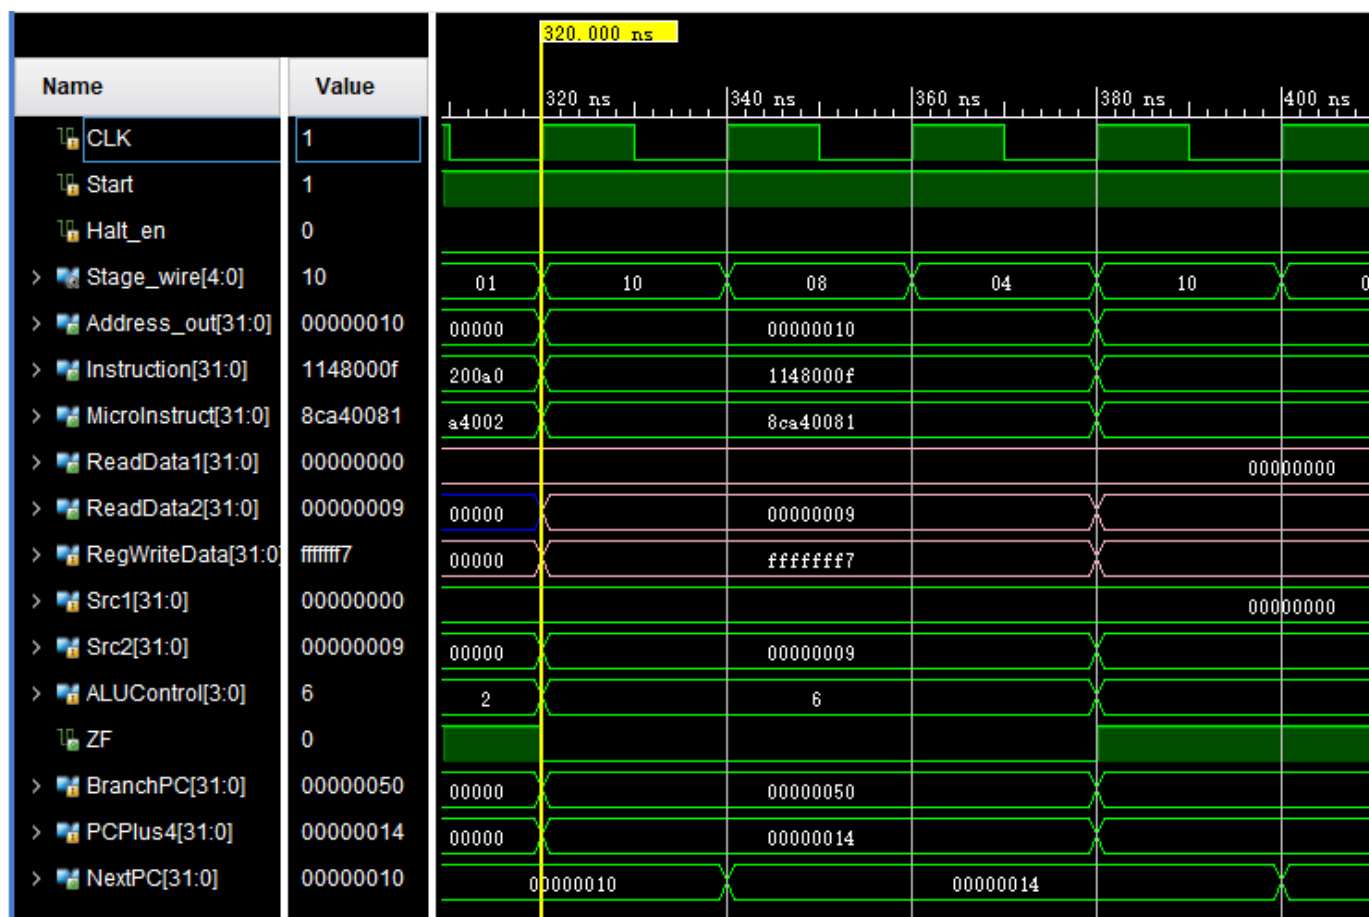 320.000 ns
Name Value
320 ns 340 ns 360 ns 380 ns 400 ns
CLK 1
Start 1
Halt_en 0
Stage_wire[4:0] 10 01 10 08 04 10 0
Address_out[31:0] 00000010 00000 00000010
Instruction[31:0] 1148000f 200a0 1148000f
MicroInstruct[31:0] 8ca40081 a4002 8ca40081
ReadData1[31:0] 00000000 00000000
ReadData2[31:0] 00000009 00000 00000009
RegWriteData[31:0] fffffff7 00000 fffffff7
Src1[31:0] 00000000 00000000
Src2[31:0] 00000009 00000 00000009
ALUControl[3:0] 6 2 6
ZF 0
BranchPC[31:0] 00000050 00000 00000050
PCPlus4[31:0] 00000014 00000 00000014
NextPC[31:0] 00000010 00000010 00000014